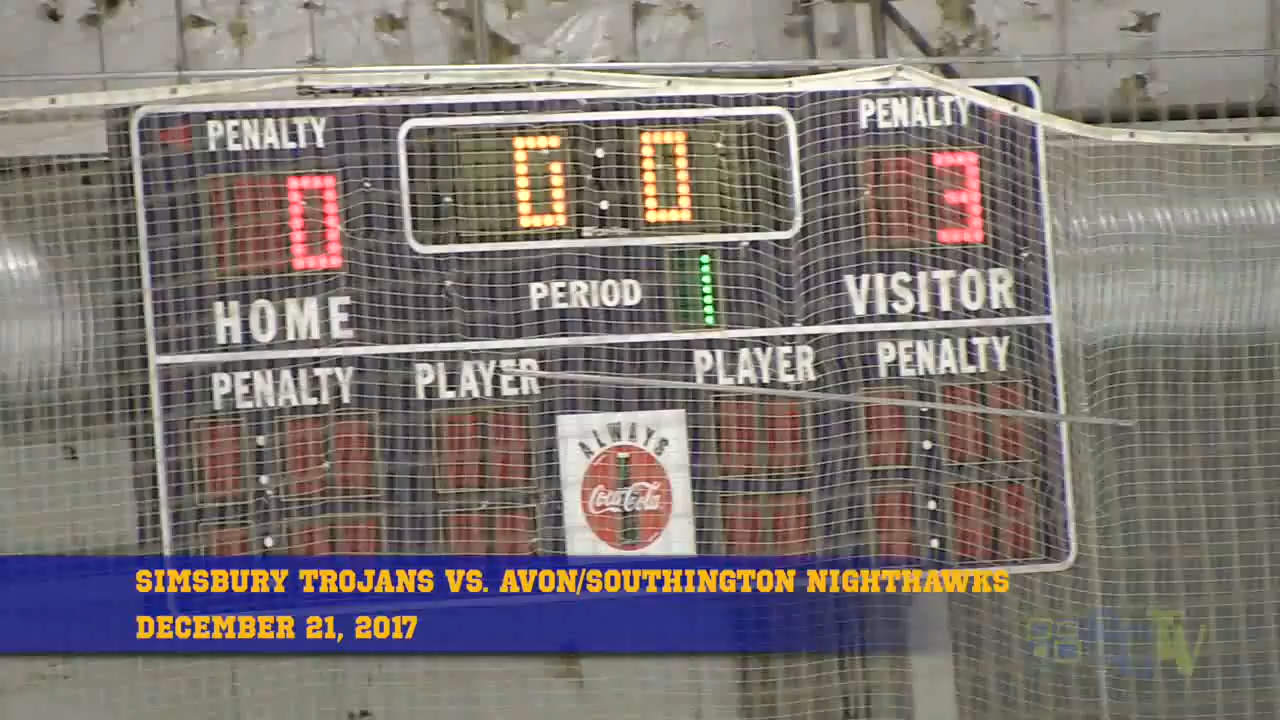 PENALTY
PENALTY
0
3
PERIOD 1
HOME
VISITOR
PENALTY PLAYER
PLAYER PENALTY
ALWAYS
Coca-Cola
SIMSBURY TROJANS VS. AVON/SOUTHINGTON NIGHTHAWKS
DECEMBER 21, 2017
TV